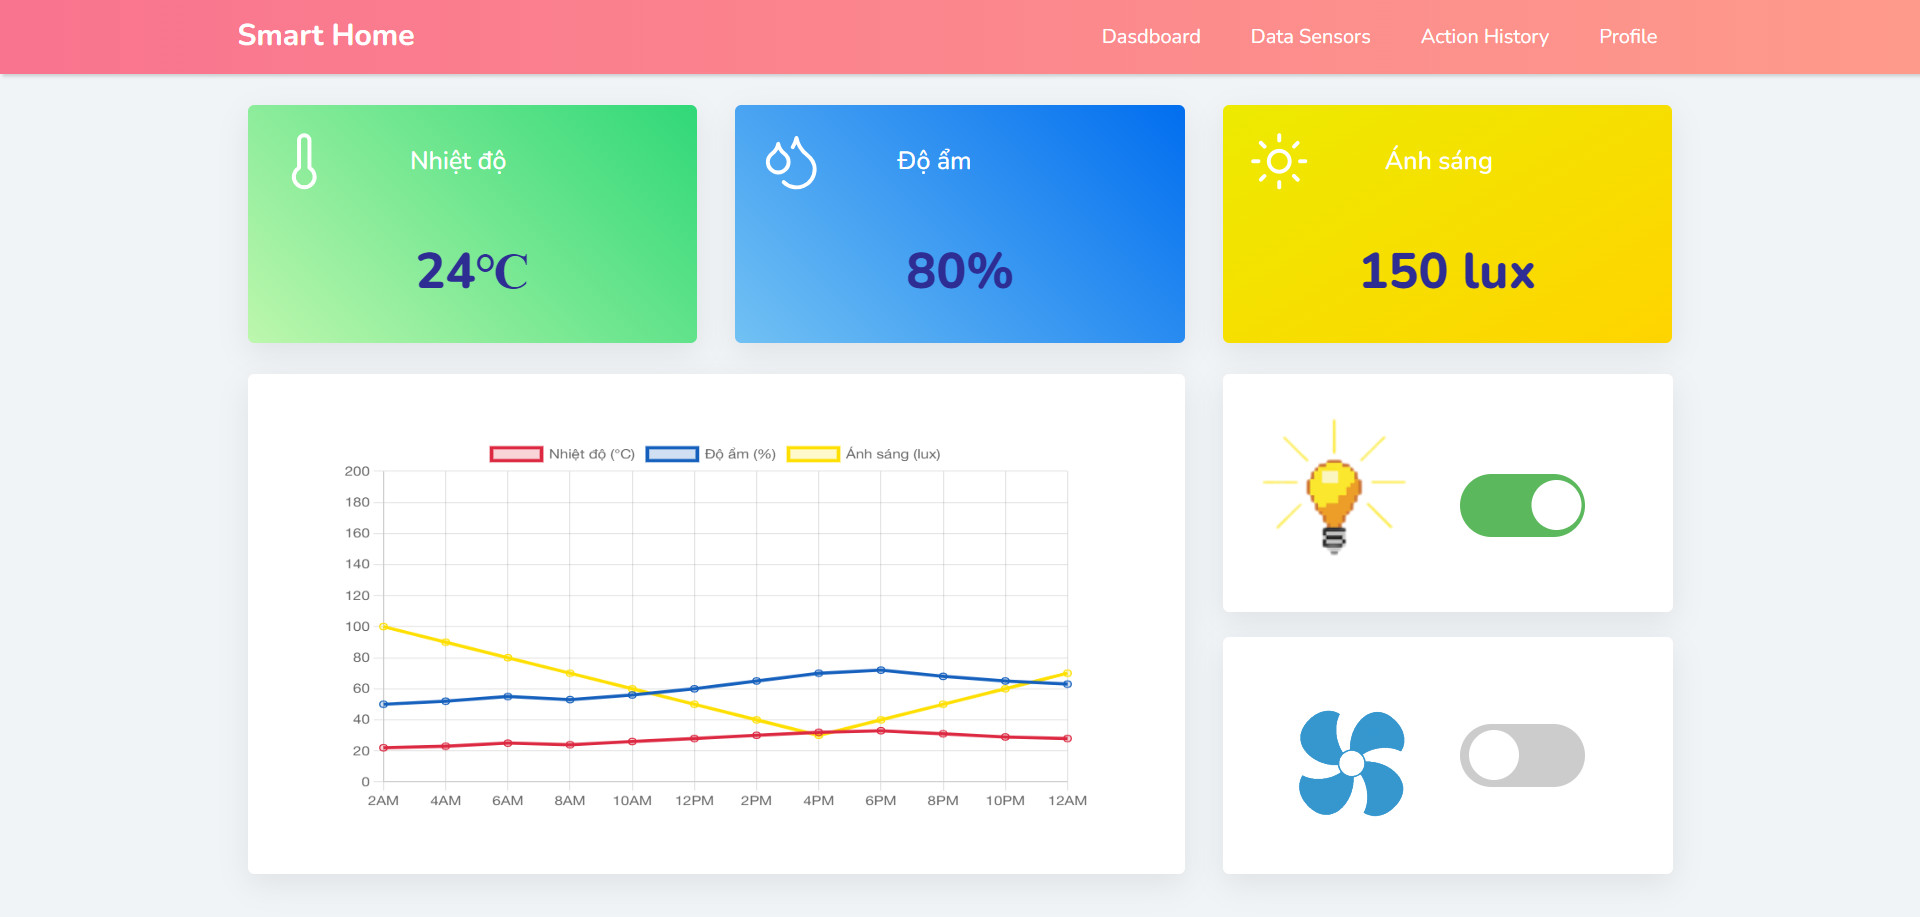 Smart Home
Dasdboard
Data Sensors
Action History
Profile
Nhiệt độ
24℃
Độ ẩm
80%
Ánh sáng
150 lux
Nhiệt độ (°C)
Độ ẩm (%)
Ánh sáng (lux)
200
180
160
140
120
100
80
60
40
20
0
2AM
4AM
6AM
8AM
10AM
12PM
2PM
4PM
6PM
8PM
10PM
12AM